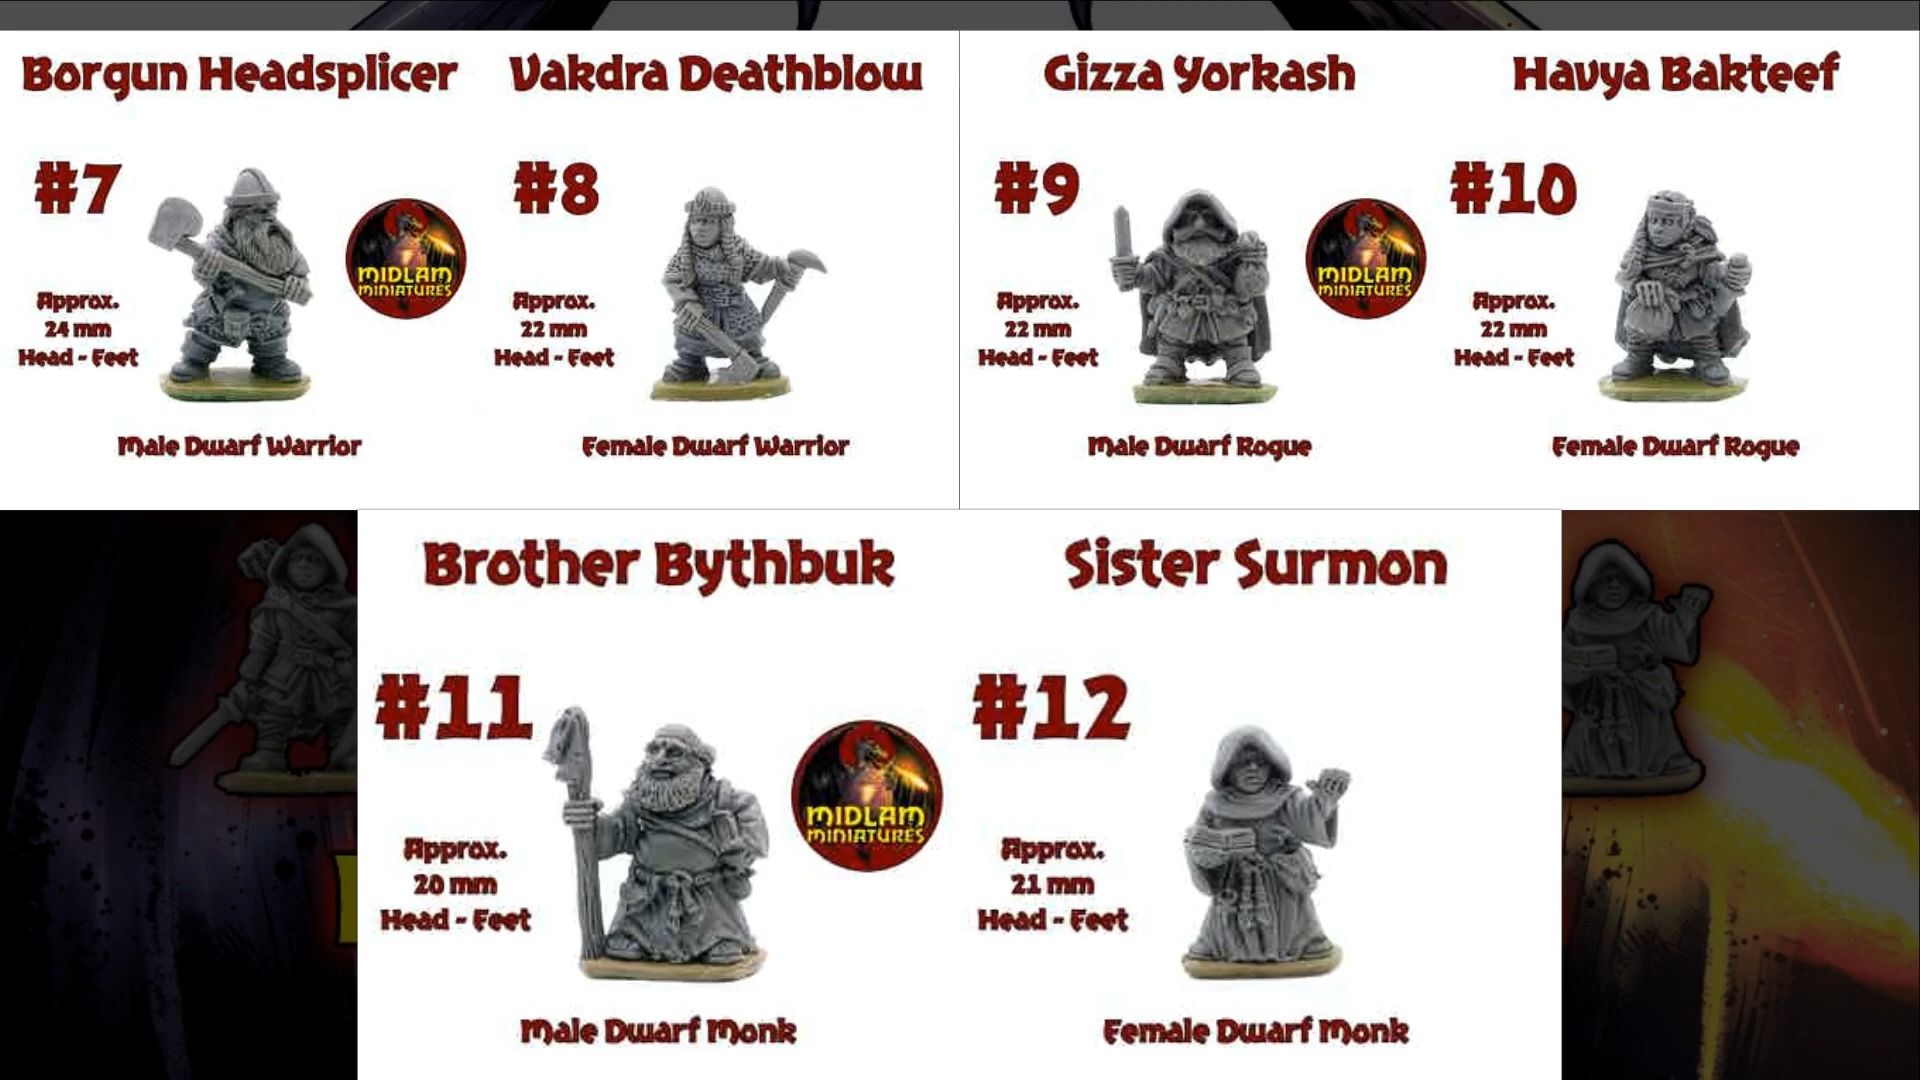 Borgun Headsplicer
Vakdra Deathblow
#7
#8
MIDLAM
MINIATURES
Approx.
24 mm
Head - Feet
Approx.
22 mm
Head - Feet
Male Dwarf Warrior
Female Dwarf Warrior
Gizza Yorkash
Havya Bakteef
#9
#10
MIDLAM
MINIATURES
Approx.
22 mm
Head - Feet
Approx.
22 mm
Head - Feet
Male Dwarf Rogue
Female Dwarf Rogue
Brother Bythbuk
Sister Surmon
#11
#12
MIDLAM
MINIATURES
Approx.
20 mm
Head - Feet
Approx.
21 mm
Head - Feet
Male Dwarf Monk
Female Dwarf Monk